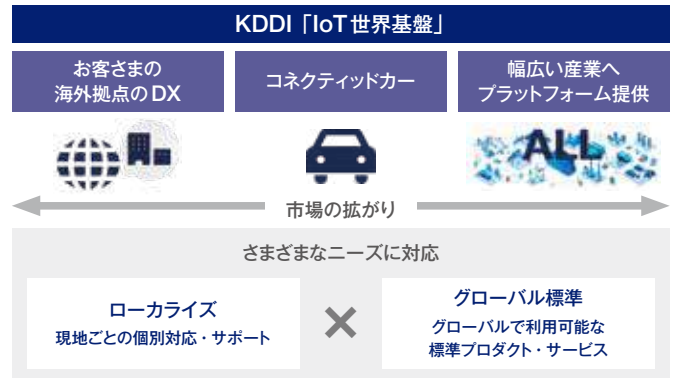 KDDI「IoT世界基盤」
お客さまの
海外拠点のDX
コネクティッドカー
幅広い産業へ
プラットフォーム提供
ALL
市場の拡がり
さまざまなニーズに対応
ローカライズ
現地ごとの個別対応・サポート
×
グローバル標準
グローバルで利用可能な
標準プロダクト・サービス